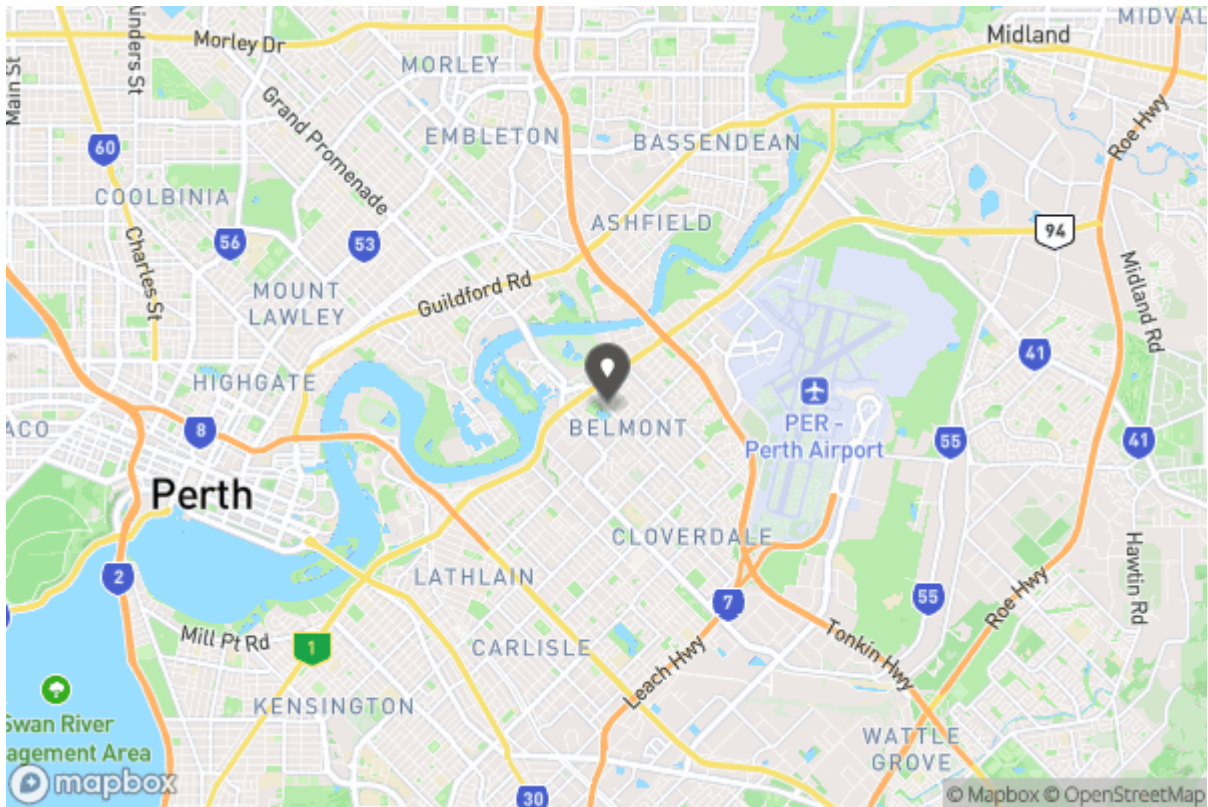 MIDVAL
Midland
Morley Dr
Main St
unders St
MORLEY
Grand Promenade
EMBLETON
BASSENDEAN
Roe Hwy
60
COOLBINIA
ASHFIELD
94
56
53
Charles St
Midland Rd
MOUNT
LAWLEY
Guildford Rd
41
HIGHGATE
8
ACO
BELMONT
PER -
Perth Airport
55
41
Perth
CLOVERDALE
Hawtin Rd
2
LATHLAIN
7
55
Roe Hwy
Mill Pt Rd
1
CARLISLE
Tonkin Hwy
Leach Hwy
KENSINGTON
Swan River
agement Area
WATTLE
GROVE
mapbox
30
© Mapbox © OpenStreetMap